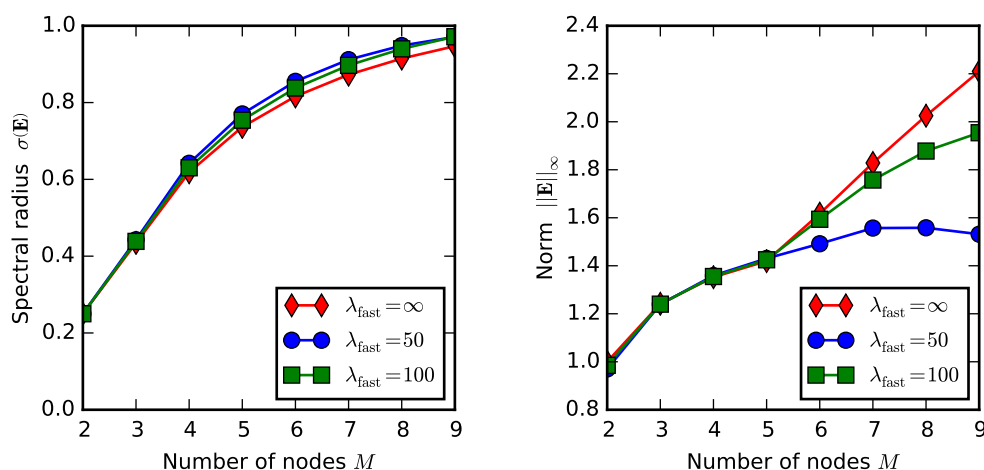 1.0
0.8
0.6
0.4
0.2
0.0
Spectral radius σ(E)
2 3 4 5 6 7 8 9
Number of nodes M
λfast=∞
λfast=50
λfast=100
2.4
2.2
2.0
1.8
1.6
1.4
1.2
1.0
0.8
Norm ||E||∞
2 3 4 5 6 7 8 9
Number of nodes M
λfast=∞
λfast=50
λfast=100